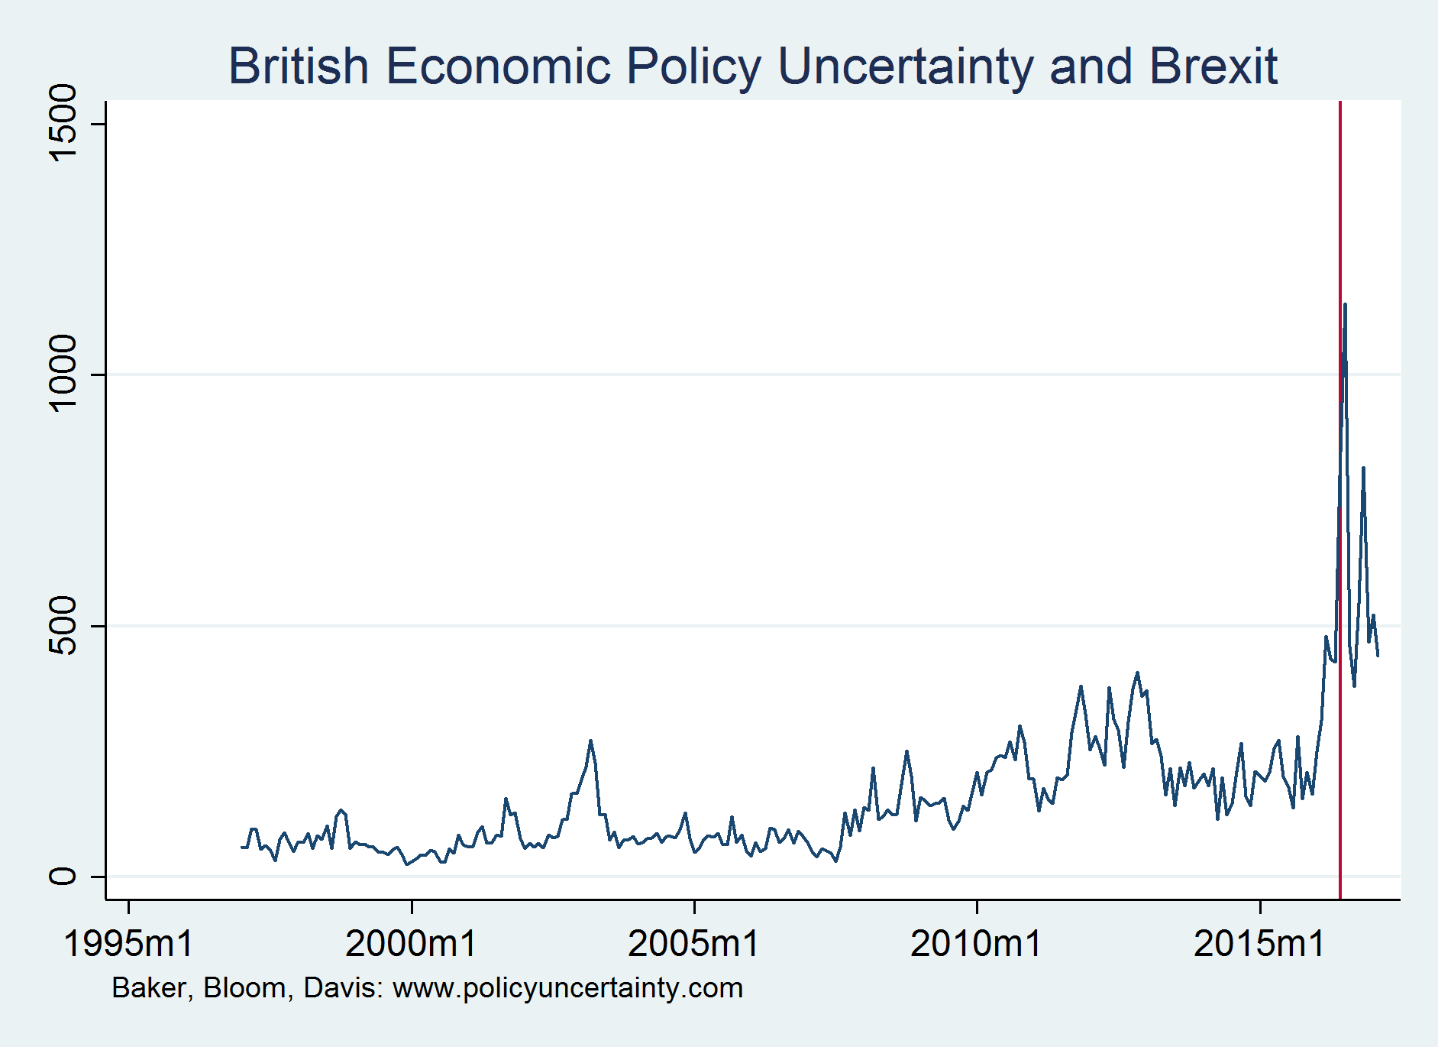 British Economic Policy Uncertainty and Brexit
1500
1000
500
0
1995m1 2000m1 2005m1 2010m1 2015m1
Baker, Bloom, Davis: www.policyuncertainty.com